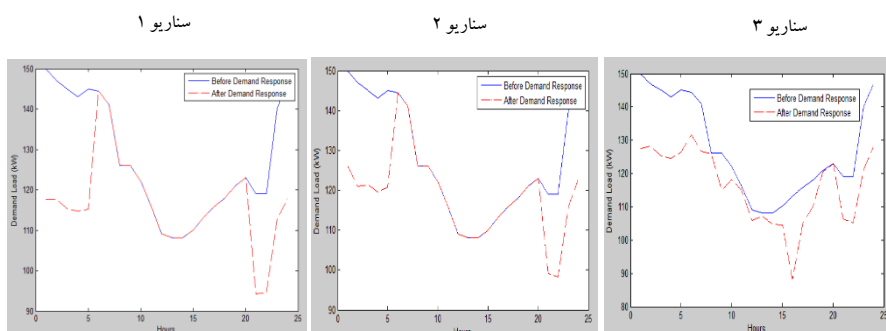 سناریو ۱
سناریو ۲
سناریو ۳
150
140
130
120
110
100
90
0
5
10
15
20
25
Demand Load (kW)
Hours
Before Demand Response
After Demand Response
150
140
130
120
110
100
90
0
5
10
15
20
25
Demand Load (kW)
Hours
Before Demand Response
After Demand Response
150
140
130
120
110
100
90
80
0
5
10
15
20
25
Demand Load (kW)
Hours
Before Demand Response
After Demand Response